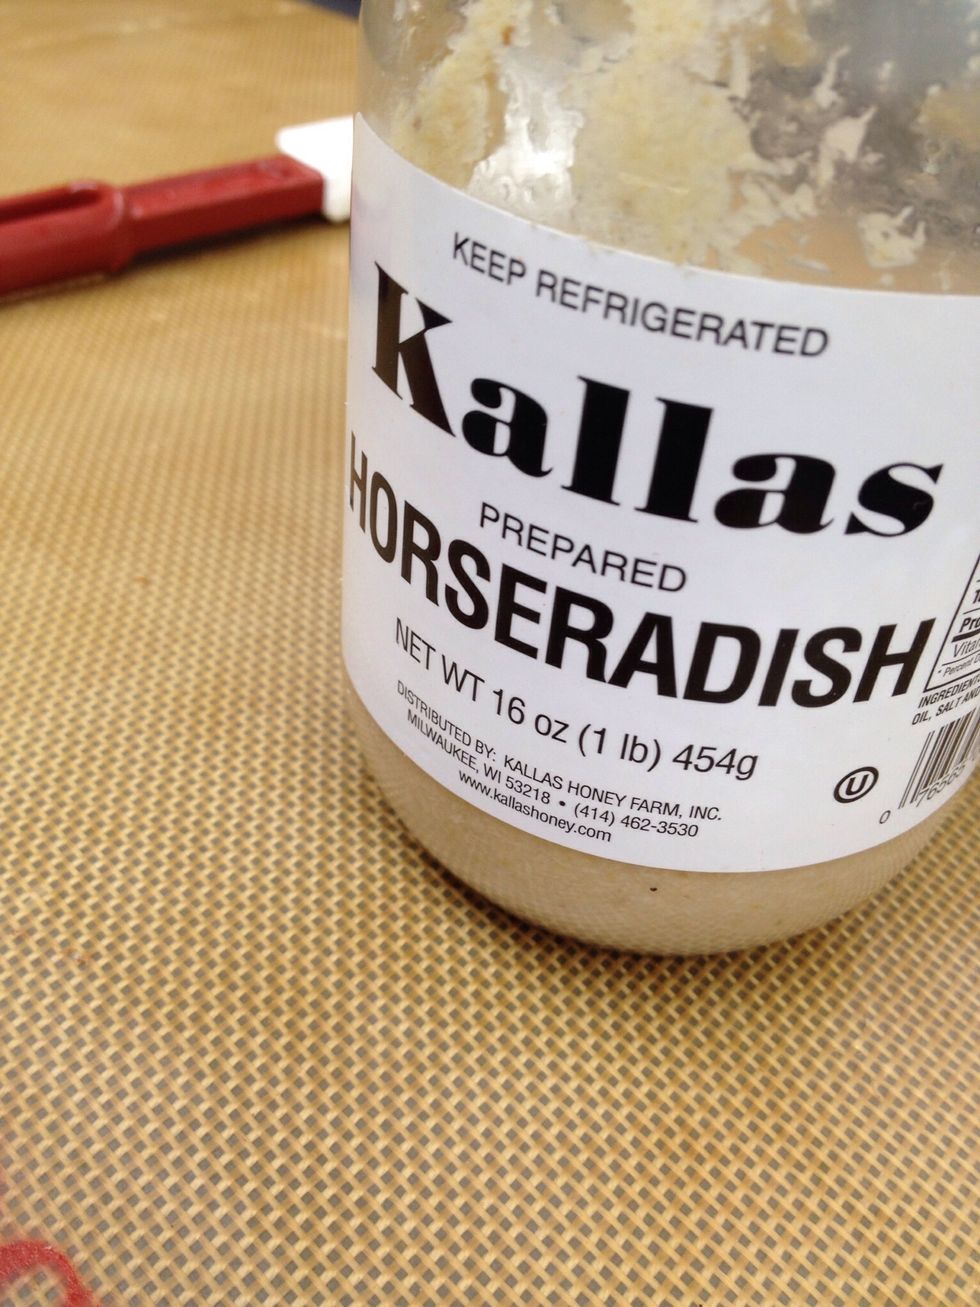 KEEP REFRIGERATED
Kallas
PREPARED
HORSERADISH
NET WT 16 oz (1 lb) 454g
DISTRIBUTED BY: KALLAS HONEY FARM, INC.
MILWAUKEE, WI 53218 • (414) 462-3530
www.kallashoney.com
U
0